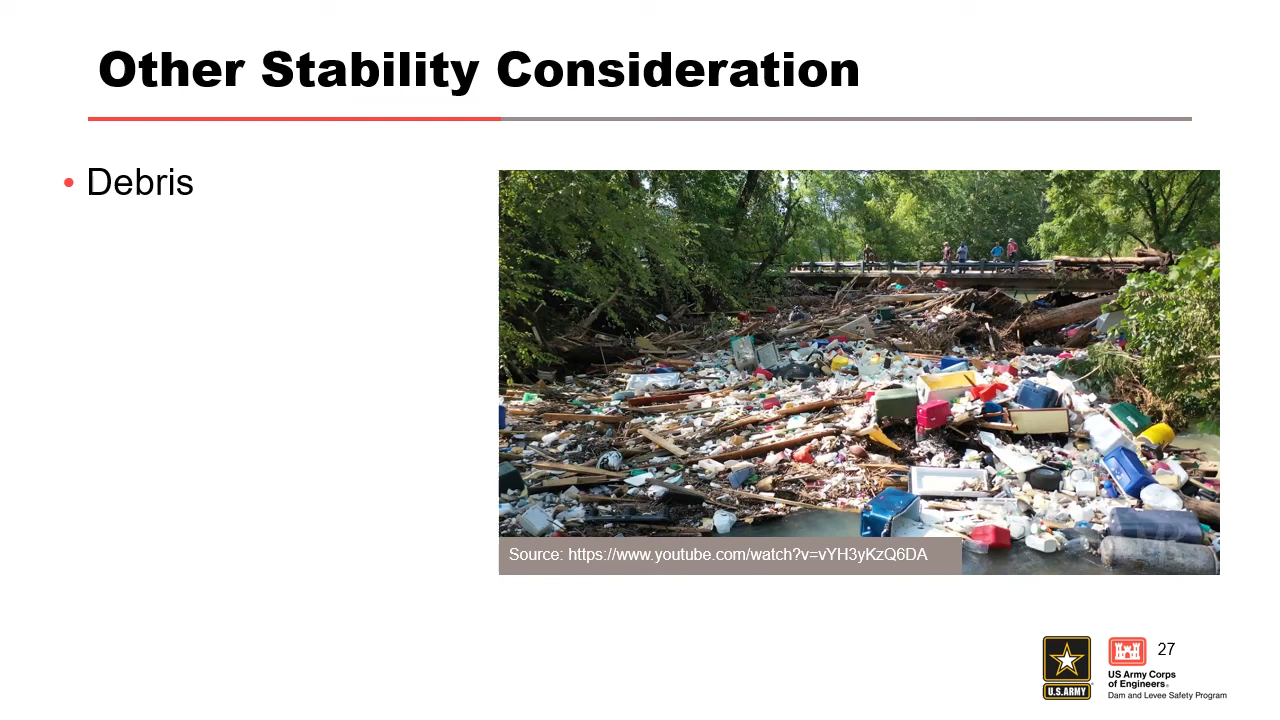 Other Stability Consideration
• Debris
Source: https://www.youtube.com/watch?v=vYH3yKzQ6DA
27
U.S.ARMY
US Army Corps
of Engineers®
Dam and Levee Safety Program